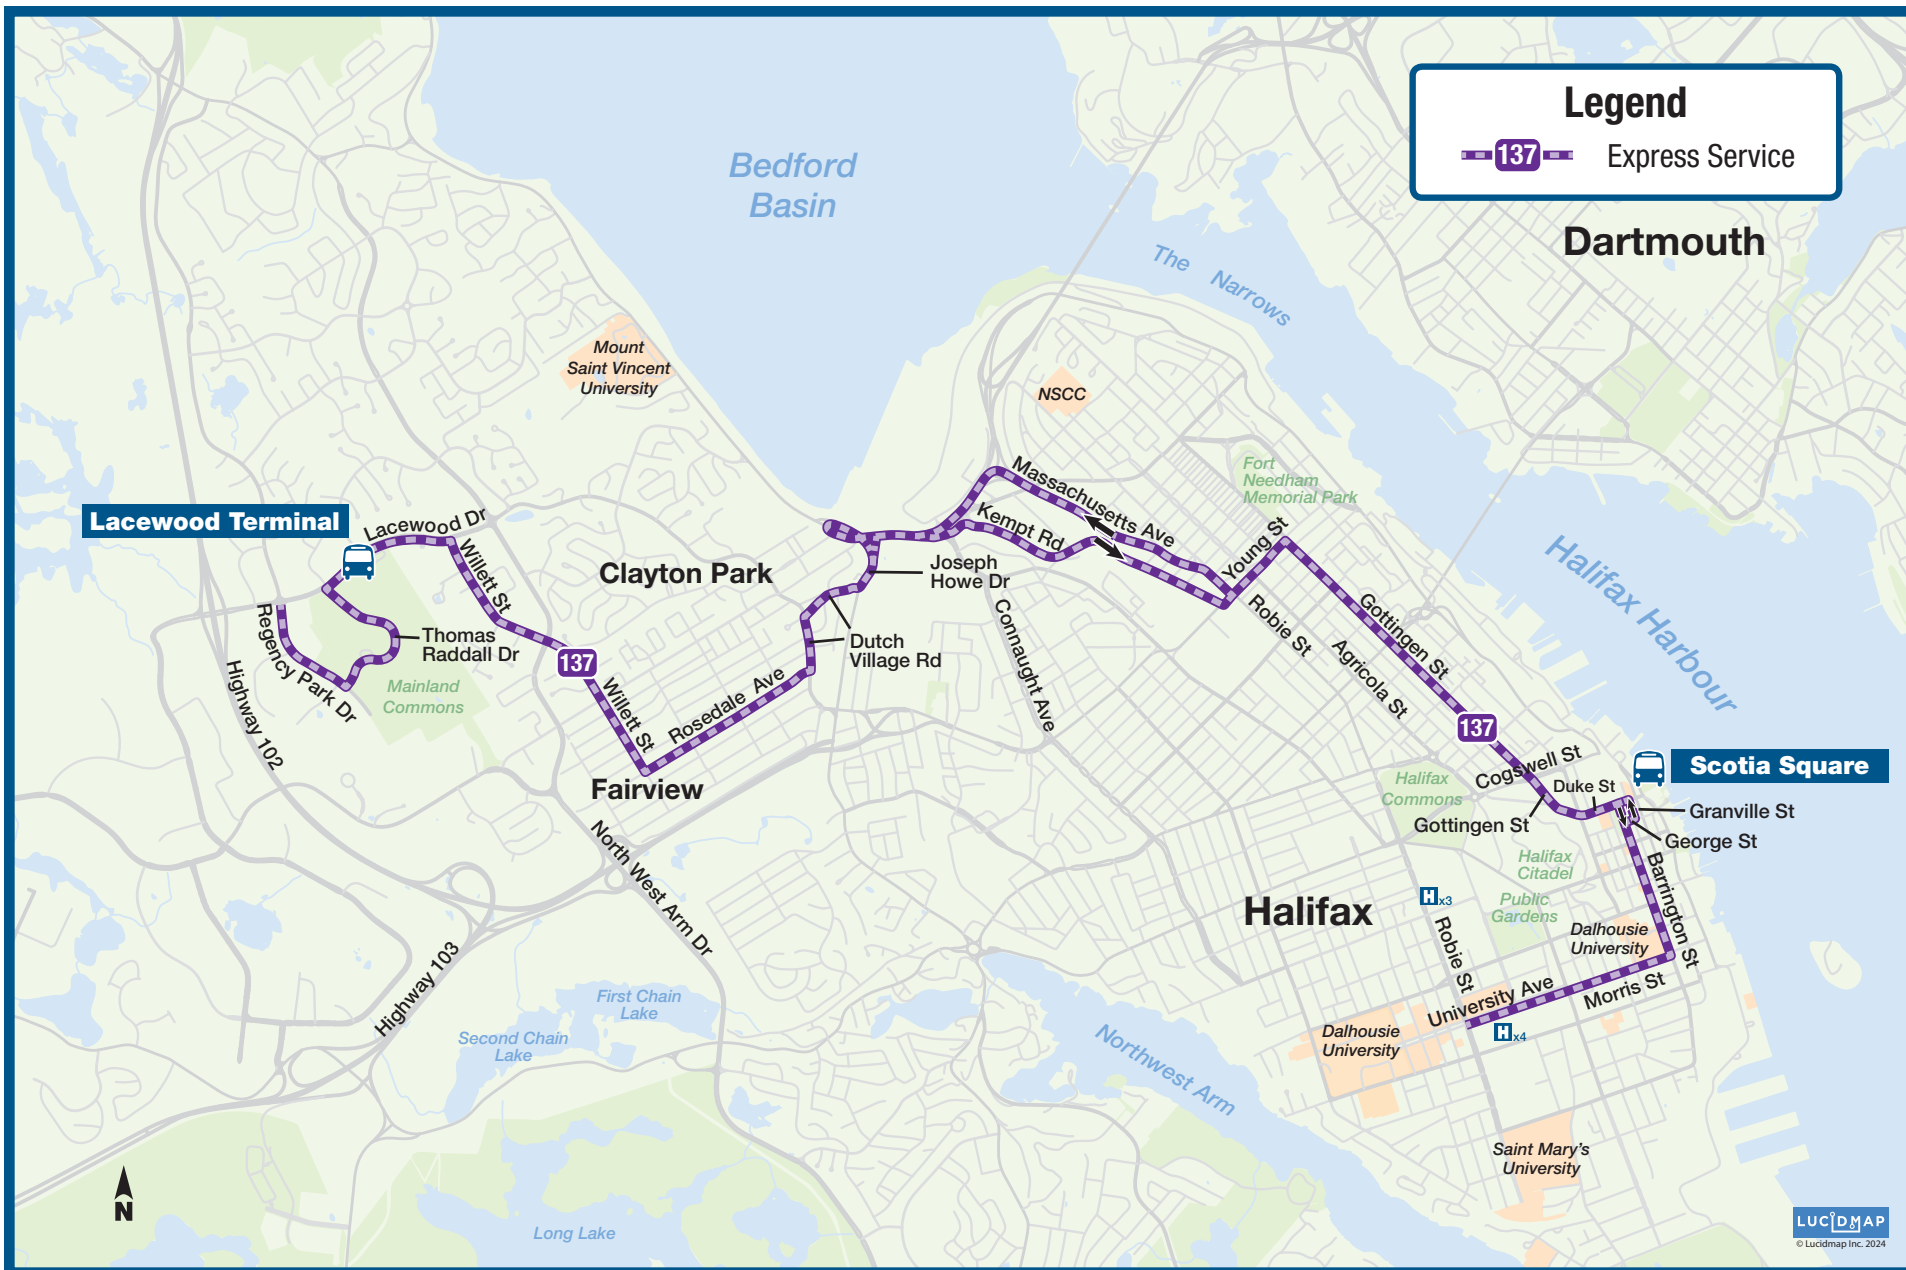 Legend
137
Express Service
Bedford
Basin
The Narrows
Dartmouth
Mount
Saint Vincent
University
NSCC
Fort
Needham
Memorial Park
Massachusetts Ave
Kempt Rd
Young St
Lacewood Terminal
Lacewood Dr
Willett St
Clayton Park
Joseph
Howe Dr
Halifax Harbour
Regency Park Dr
Thomas
Raddall Dr
Dutch
Village Rd
Connaught Ave
Robie St
Gottingen St
Agricola St
Highway 102
Mainland
Commons
137
Willett St
Rosedale Ave
137
Fairview
Cogswell St
Scotia Square
Halifax
Commons
Duke St
Gottingen St
Granville St
George St
North West Arm Dr
Halifax
Citadel
Barrington St
Halifax
H x3
Public
Gardens
Robie St
Dalhousie
University
Highway 103
University Ave
Morris St
First Chain
Lake
Second Chain
Lake
Northwest Arm
Dalhousie
University
H x4
Saint Mary's
University
N
Long Lake
LUCIDMAP
© Lucidmap Inc. 2024